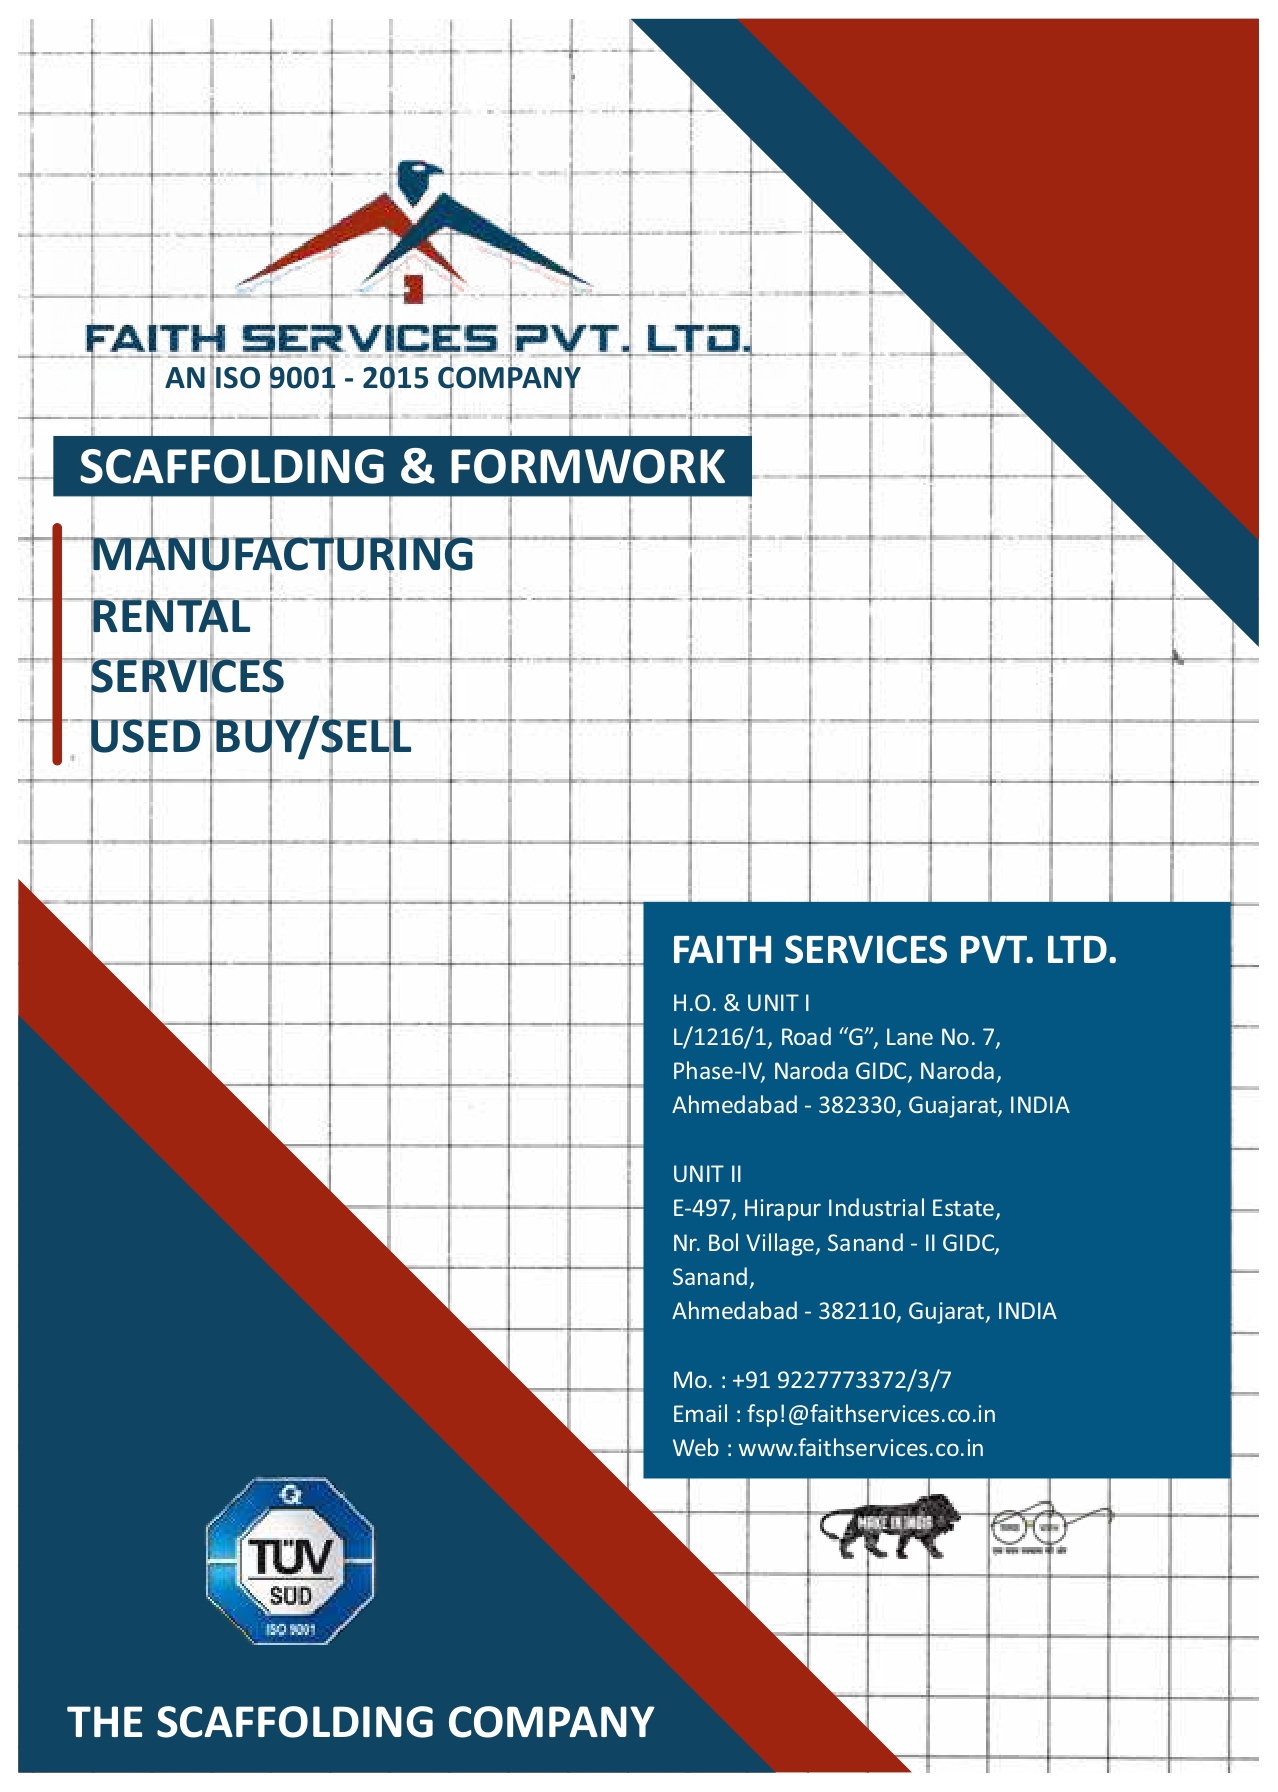 FAITH SERVICES PVT. LTD.
AN ISO 9001 - 2015 COMPANY
SCAFFOLDING & FORMWORK
MANUFACTURING
RENTAL
SERVICES
USED BUY/SELL
FAITH SERVICES PVT. LTD.
H.O. & UNIT I
L/1216/1, Road “G”, Lane No. 7,
Phase-IV, Naroda GIDC, Naroda,
Ahmedabad - 382330, Guajarat, INDIA
UNIT II
E-497, Hirapur Industrial Estate,
Nr. Bol Village, Sanand - II GIDC,
Sanand,
Ahmedabad - 382110, Gujarat, INDIA
Mo. : +91 9227773372/3/7
Email : fsp!@faithservices.co.in
Web : www.faithservices.co.in
MAKE IN INDIA
TÜV
SÜD
ISO 9001
THE SCAFFOLDING COMPANY